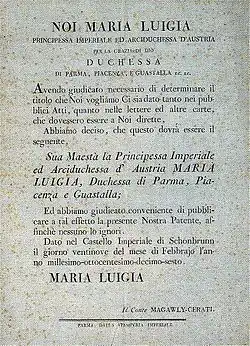 NOI MARIA LUIGIA
PRINCIPESSA IMPERIALE ED ARCIDUCHESSA D'AUSTRIA
PER LA GRAZIA DI DIO
DUCHESSA
DI PARMA, PIACENZA, E GUASTALLA EC. EC.
Avendo giudicato necessario di determinare il
titolo che Noi vogliamo Ci sia dato tanto nei pub-
blici Atti, quanto nelle lettere ed altre carte,
che dovessero essere a Noi dirette,
Abbiamo deciso, che questo dovrà essere il
seguente,
Sua Maestà la Principessa Imperiale
ed Arciduchessa d' Austria MARIA
LUIGIA, Duchessa di Parma, Pia-
cenza e Guastalla;
Ed abbiamo giudicato conveniente di pubbli-
care a tal effetto la presente Nostra Patente, af-
finchè nessuno lo ignori.
Dato nel Castello Imperiale di Schonbrunn
il giorno ventinove del mese di Febbrajo l'an-
no millesimo-ottocentesimo-decimo-sesto.
MARIA LUIGIA
Il Conte MAGAWLY-CERATI.
PARMA, DALLA STAMPERIA IMPERIALE.